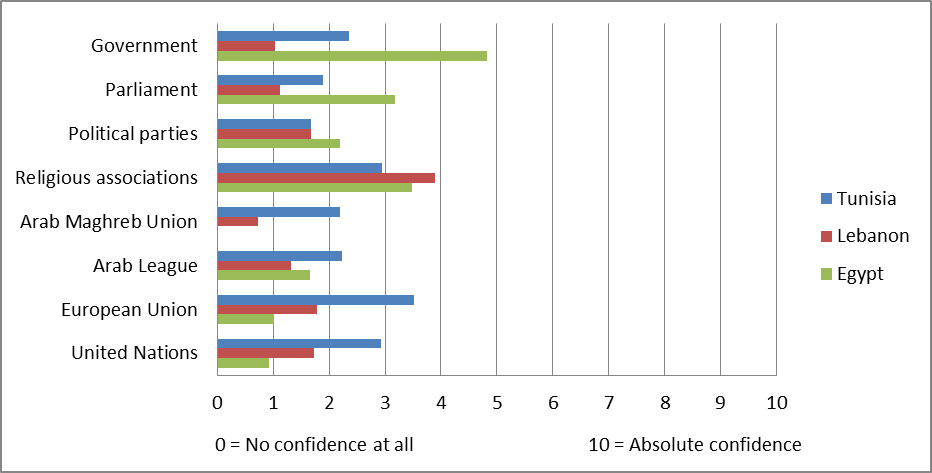 Government
Parliament
Political parties
Religious associations
Arab Maghreb Union
Arab League
European Union
United Nations
Tunisia
Lebanon
Egypt
0 1 2 3 4 5 6 7 8 9 10
0 = No confidence at all 10 = Absolute confidence